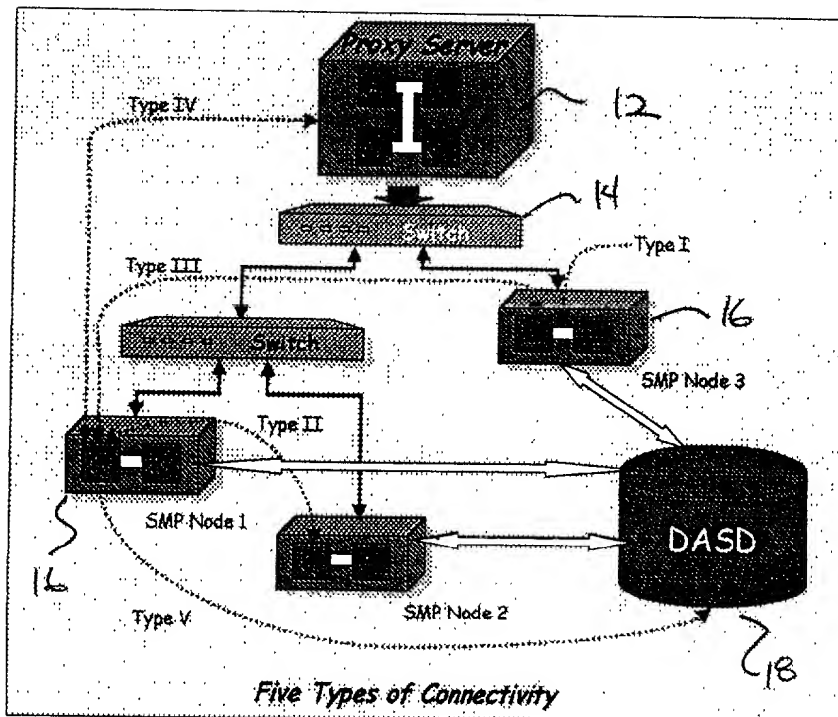 Proxy Server
Type IV
12
14
Switch
Type III
Type I
16
Switch
SMP Node 3
Type II
SMP Node 1
DASD
16
SMP Node 2
Type V
18
Five Types of Connectivity